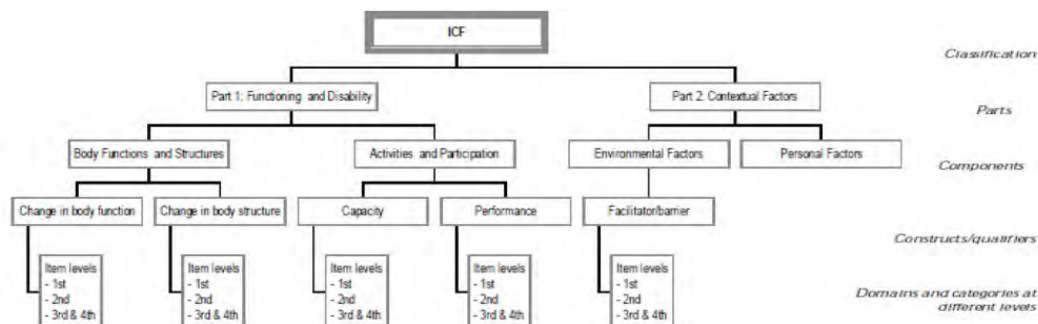 ICF
Classification
Part 1: Functioning and Disability
Part 2: Contextual Factors
Parts
Body Functions and Structures
Activities and Participation
Environmental Factors
Personal Factors
Components
Change in body function
Change in body structure
Capacity
Performance
Facilitator/barrier
Constructs/qualifiers
Item levels
- 1st
- 2nd
- 3rd & 4th
Item levels
- 1st
- 2nd
- 3rd & 4th
Item levels
- 1st
- 2nd
- 3rd & 4th
Item levels
- 1st
- 2nd
- 3rd & 4th
Item levels
- 1st
- 2nd
- 3rd & 4th
Domains and categories at
different levels